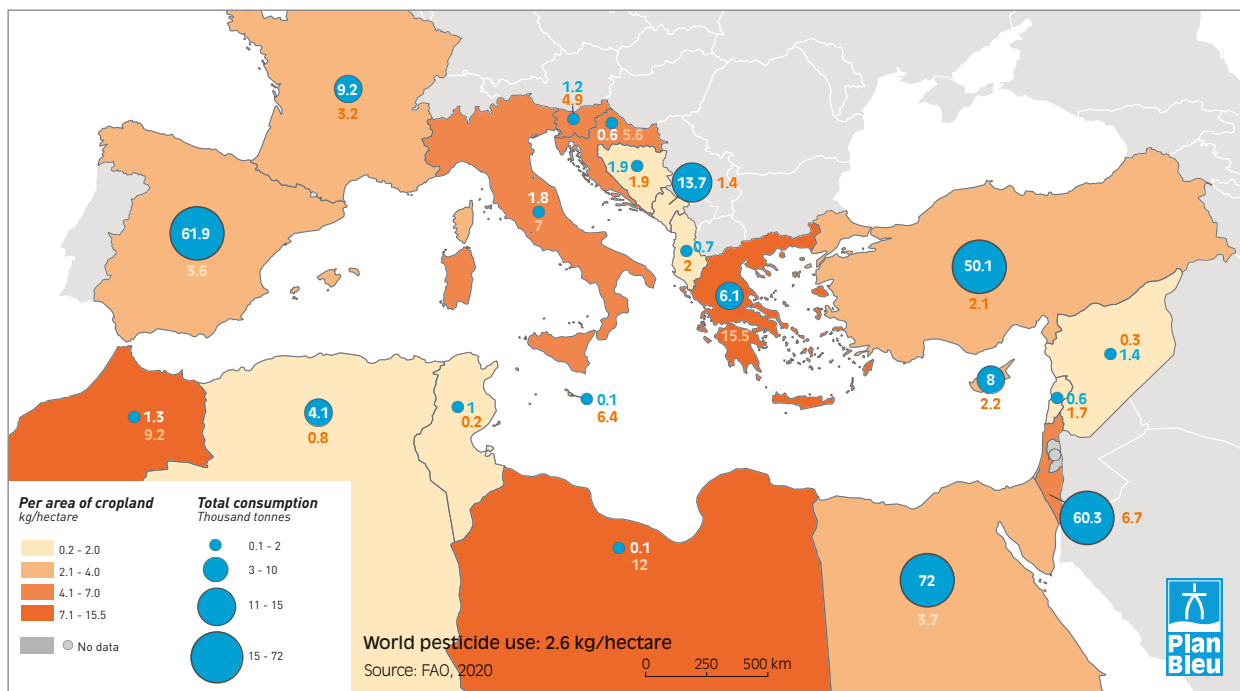 9.2
3.2
1.2
4.9
0.6 5.6
1.9
1.9
13.7 1.4
61.9
3.6
1.8
7
0.7
2
6.1
15.5
50.1
2.1
0.3
1.4
8
2.2
0.6
1.7
1.3
9.2
4.1
0.8
1
0.2
0.1
6.4
60.3 6.7
0.1
12
72
3.7
Per area of cropland
kg/hectare
0.2 - 2.0
2.1 - 4.0
4.1 - 7.0
7.1 - 15.5
No data
Total consumption
Thousand tonnes
0.1 - 2
3 - 10
11 - 15
15 - 72
World pesticide use: 2.6 kg/hectare
Source: FAO, 2020
0 250 500 km
Plan
Bleu